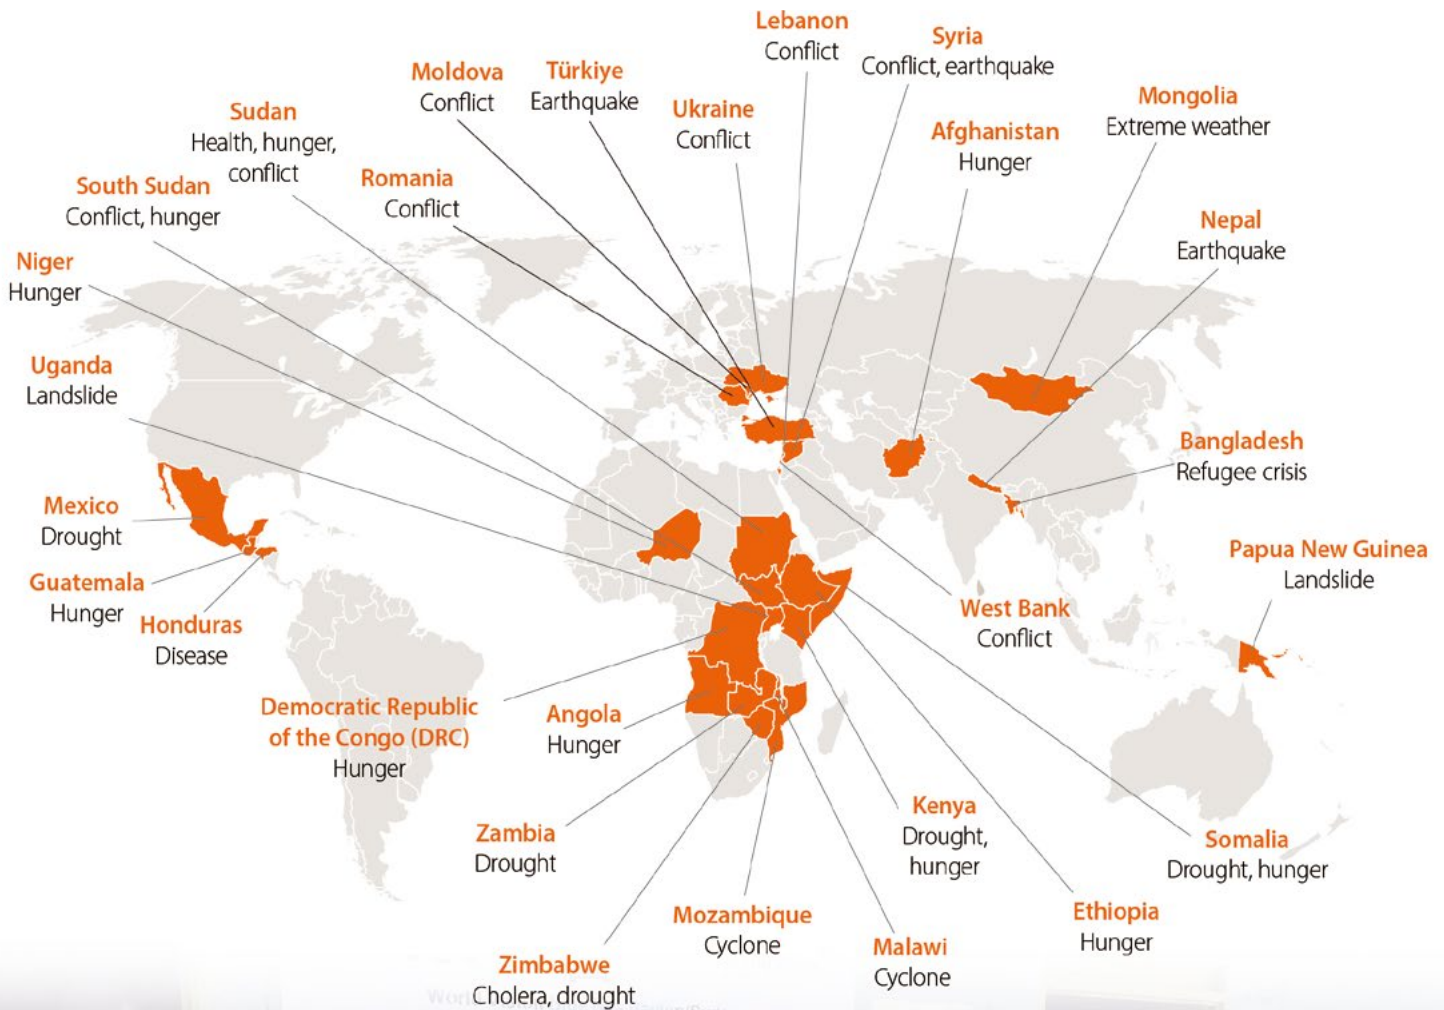 Lebanon
Conflict
Syria
Conflict, earthquake
Moldova
Conflict
Türkiye
Earthquake
Ukraine
Conflict
Mongolia
Extreme weather
Sudan
Health, hunger,
conflict
Afghanistan
Hunger
South Sudan
Conflict, hunger
Romania
Conflict
Nepal
Earthquake
Niger
Hunger
Uganda
Landslide
Bangladesh
Refugee crisis
Mexico
Drought
Papua New Guinea
Landslide
Guatemala
Hunger
Honduras
Disease
West Bank
Conflict
Democratic Republic
of the Congo (DRC)
Hunger
Angola
Hunger
Kenya
Drought,
hunger
Zambia
Drought
Somalia
Drought, hunger
Mozambique
Cyclone
Ethiopia
Hunger
Malawi
Cyclone
Zimbabwe
Cholera, drought